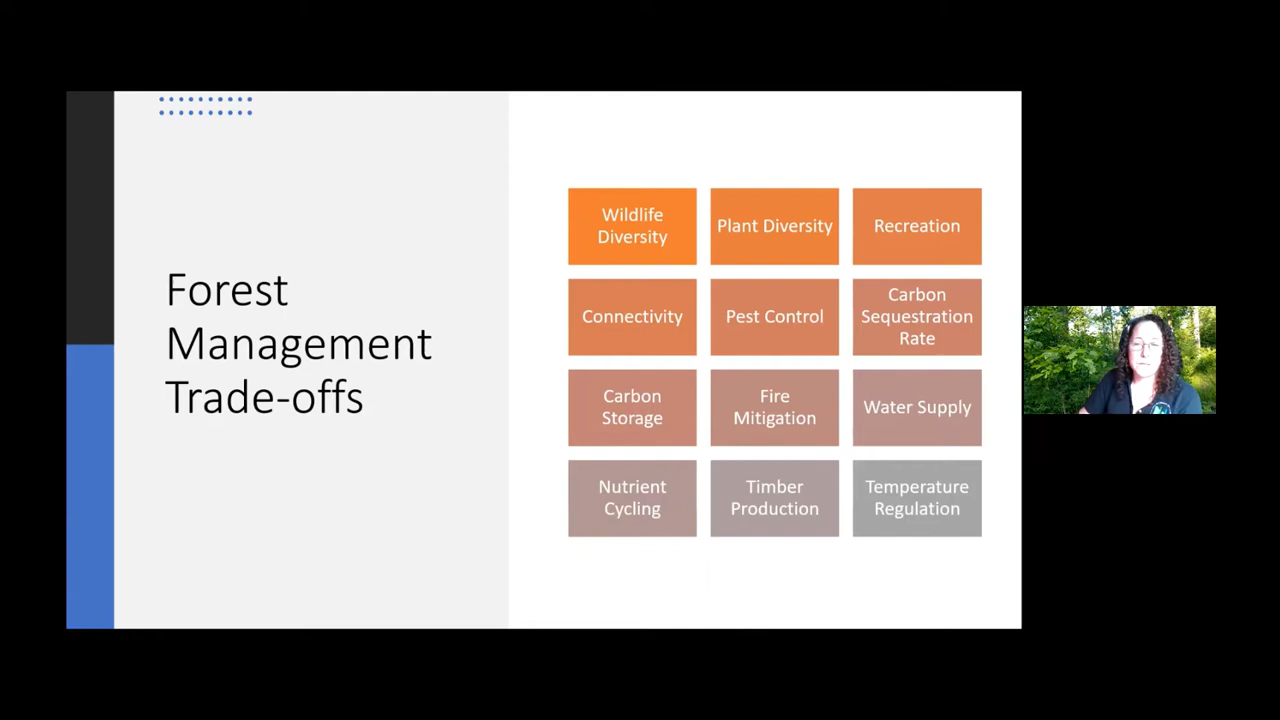 Forest
Management
Trade-offs
Wildlife
Diversity
Plant Diversity
Recreation
Connectivity
Pest Control
Carbon
Sequestration
Rate
Carbon
Storage
Fire
Mitigation
Water Supply
Nutrient
Cycling
Timber
Production
Temperature
Regulation